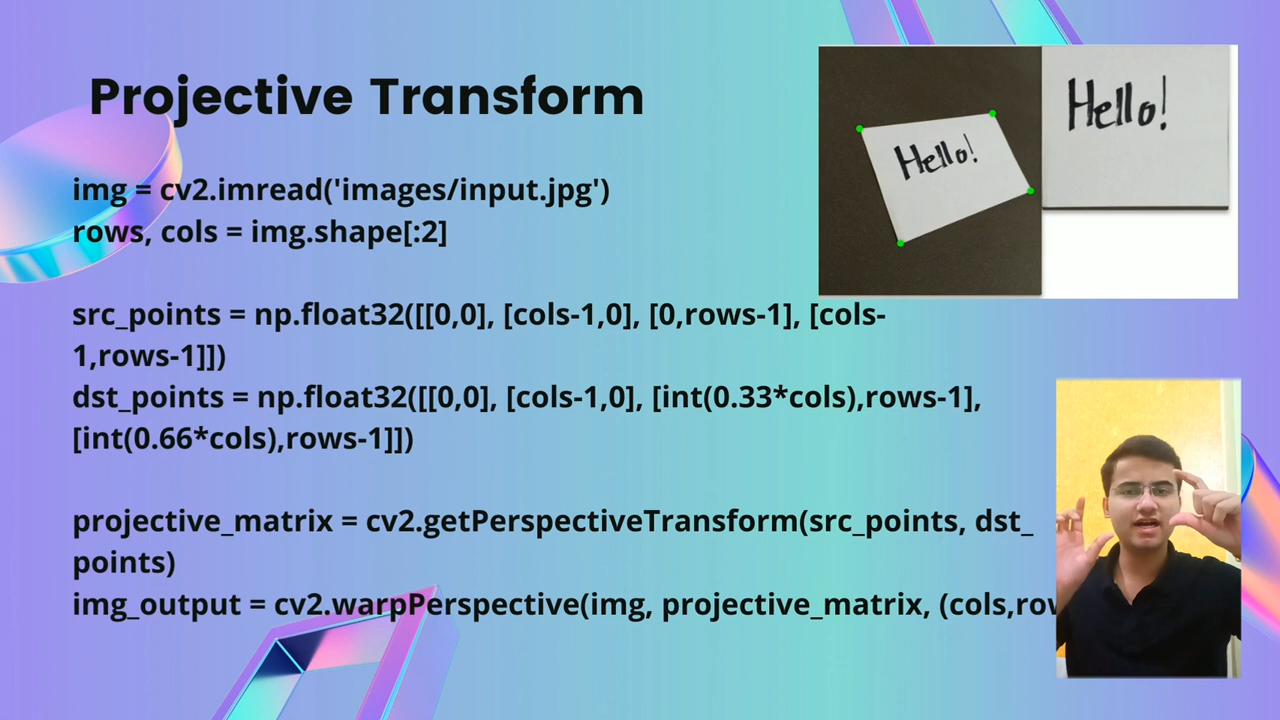 Projective Transform
Hello!
Hello!
img = cv2.imread('images/input.jpg')
rows, cols = img.shape[:2]
src_points = np.float32([[0,0], [cols-1,0], [0,rows-1], [cols-
1,rows-1]])
dst_points = np.float32([[0,0], [cols-1,0], [int(0.33*cols),rows-1],
[int(0.66*cols),rows-1]])
projective_matrix = cv2.getPerspectiveTransform(src_points, dst_
points)
img_output = cv2.warpPerspective(img, projective_matrix, (cols,